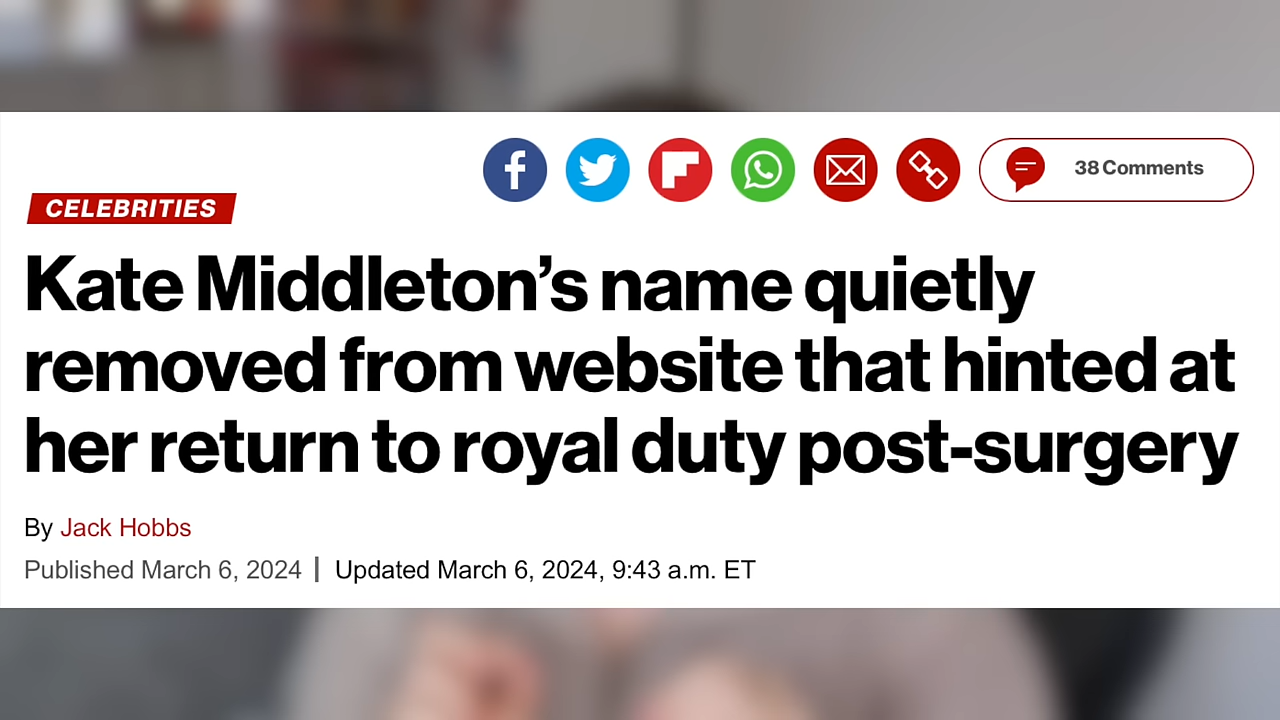 38 Comments
CELEBRITIES
Kate Middleton’s name quietly
removed from website that hinted at
her return to royal duty post-surgery
By Jack Hobbs
Published March 6, 2024 | Updated March 6, 2024, 9:43 a.m. ET